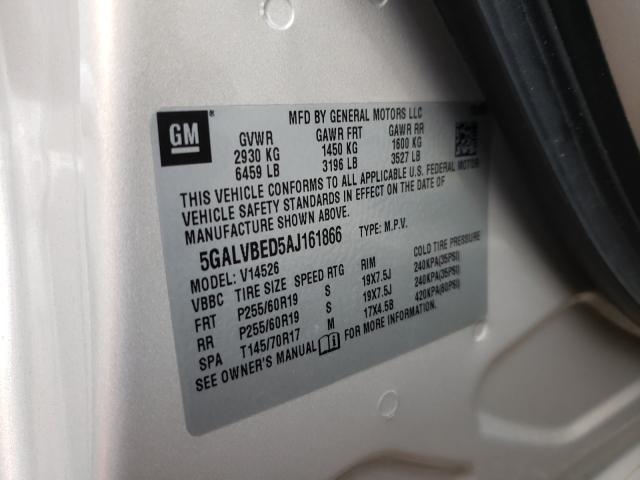 MFD BY GENERAL MOTORS LLC
GM ®
GVWR GAWR FRT GAWR RR
2930 KG 1450 KG 1600 KG
6459 LB 3196 LB 3527 LB
THIS VEHICLE CONFORMS TO ALL APPLICABLE U.S. FEDERAL MOTOR
VEHICLE SAFETY STANDARDS IN EFFECT ON THE DATE OF
MANUFACTURE SHOWN ABOVE.
5GALVBED5AJ161866 TYPE: M.P.V.
MODEL: V14526
VBBC TIRE SIZE SPEED RTG RIM COLD TIRE PRESSURE
FRT P255/60R19 S 19X7.5J 240KPA(35PSI)
RR P255/60R19 S 19X7.5J 240KPA(35PSI)
SPA T145/70R17 M 17X4.5B 420KPA(60PSI)
SEE OWNER'S MANUAL FOR MORE INFORMATION.